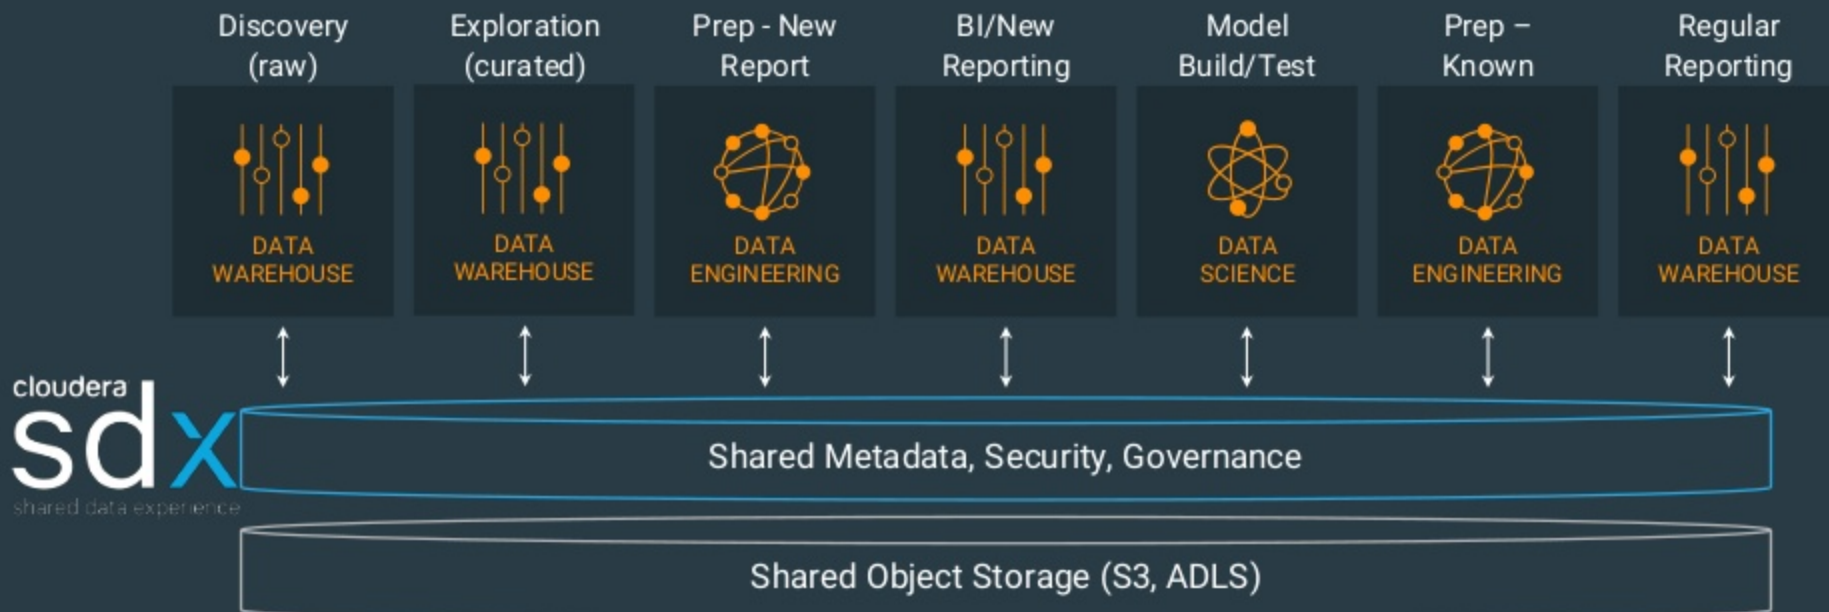 Discovery
(raw)
Exploration
(curated)
Prep - New
Report
BI/New
Reporting
Model
Build/Test
Prep –
Known
Regular
Reporting
DATA
WAREHOUSE
DATA
WAREHOUSE
DATA
ENGINEERING
DATA
WAREHOUSE
DATA
SCIENCE
DATA
ENGINEERING
DATA
WAREHOUSE
cloudera
sdx
shared data experience
Shared Metadata, Security, Governance
Shared Object Storage (S3, ADLS)